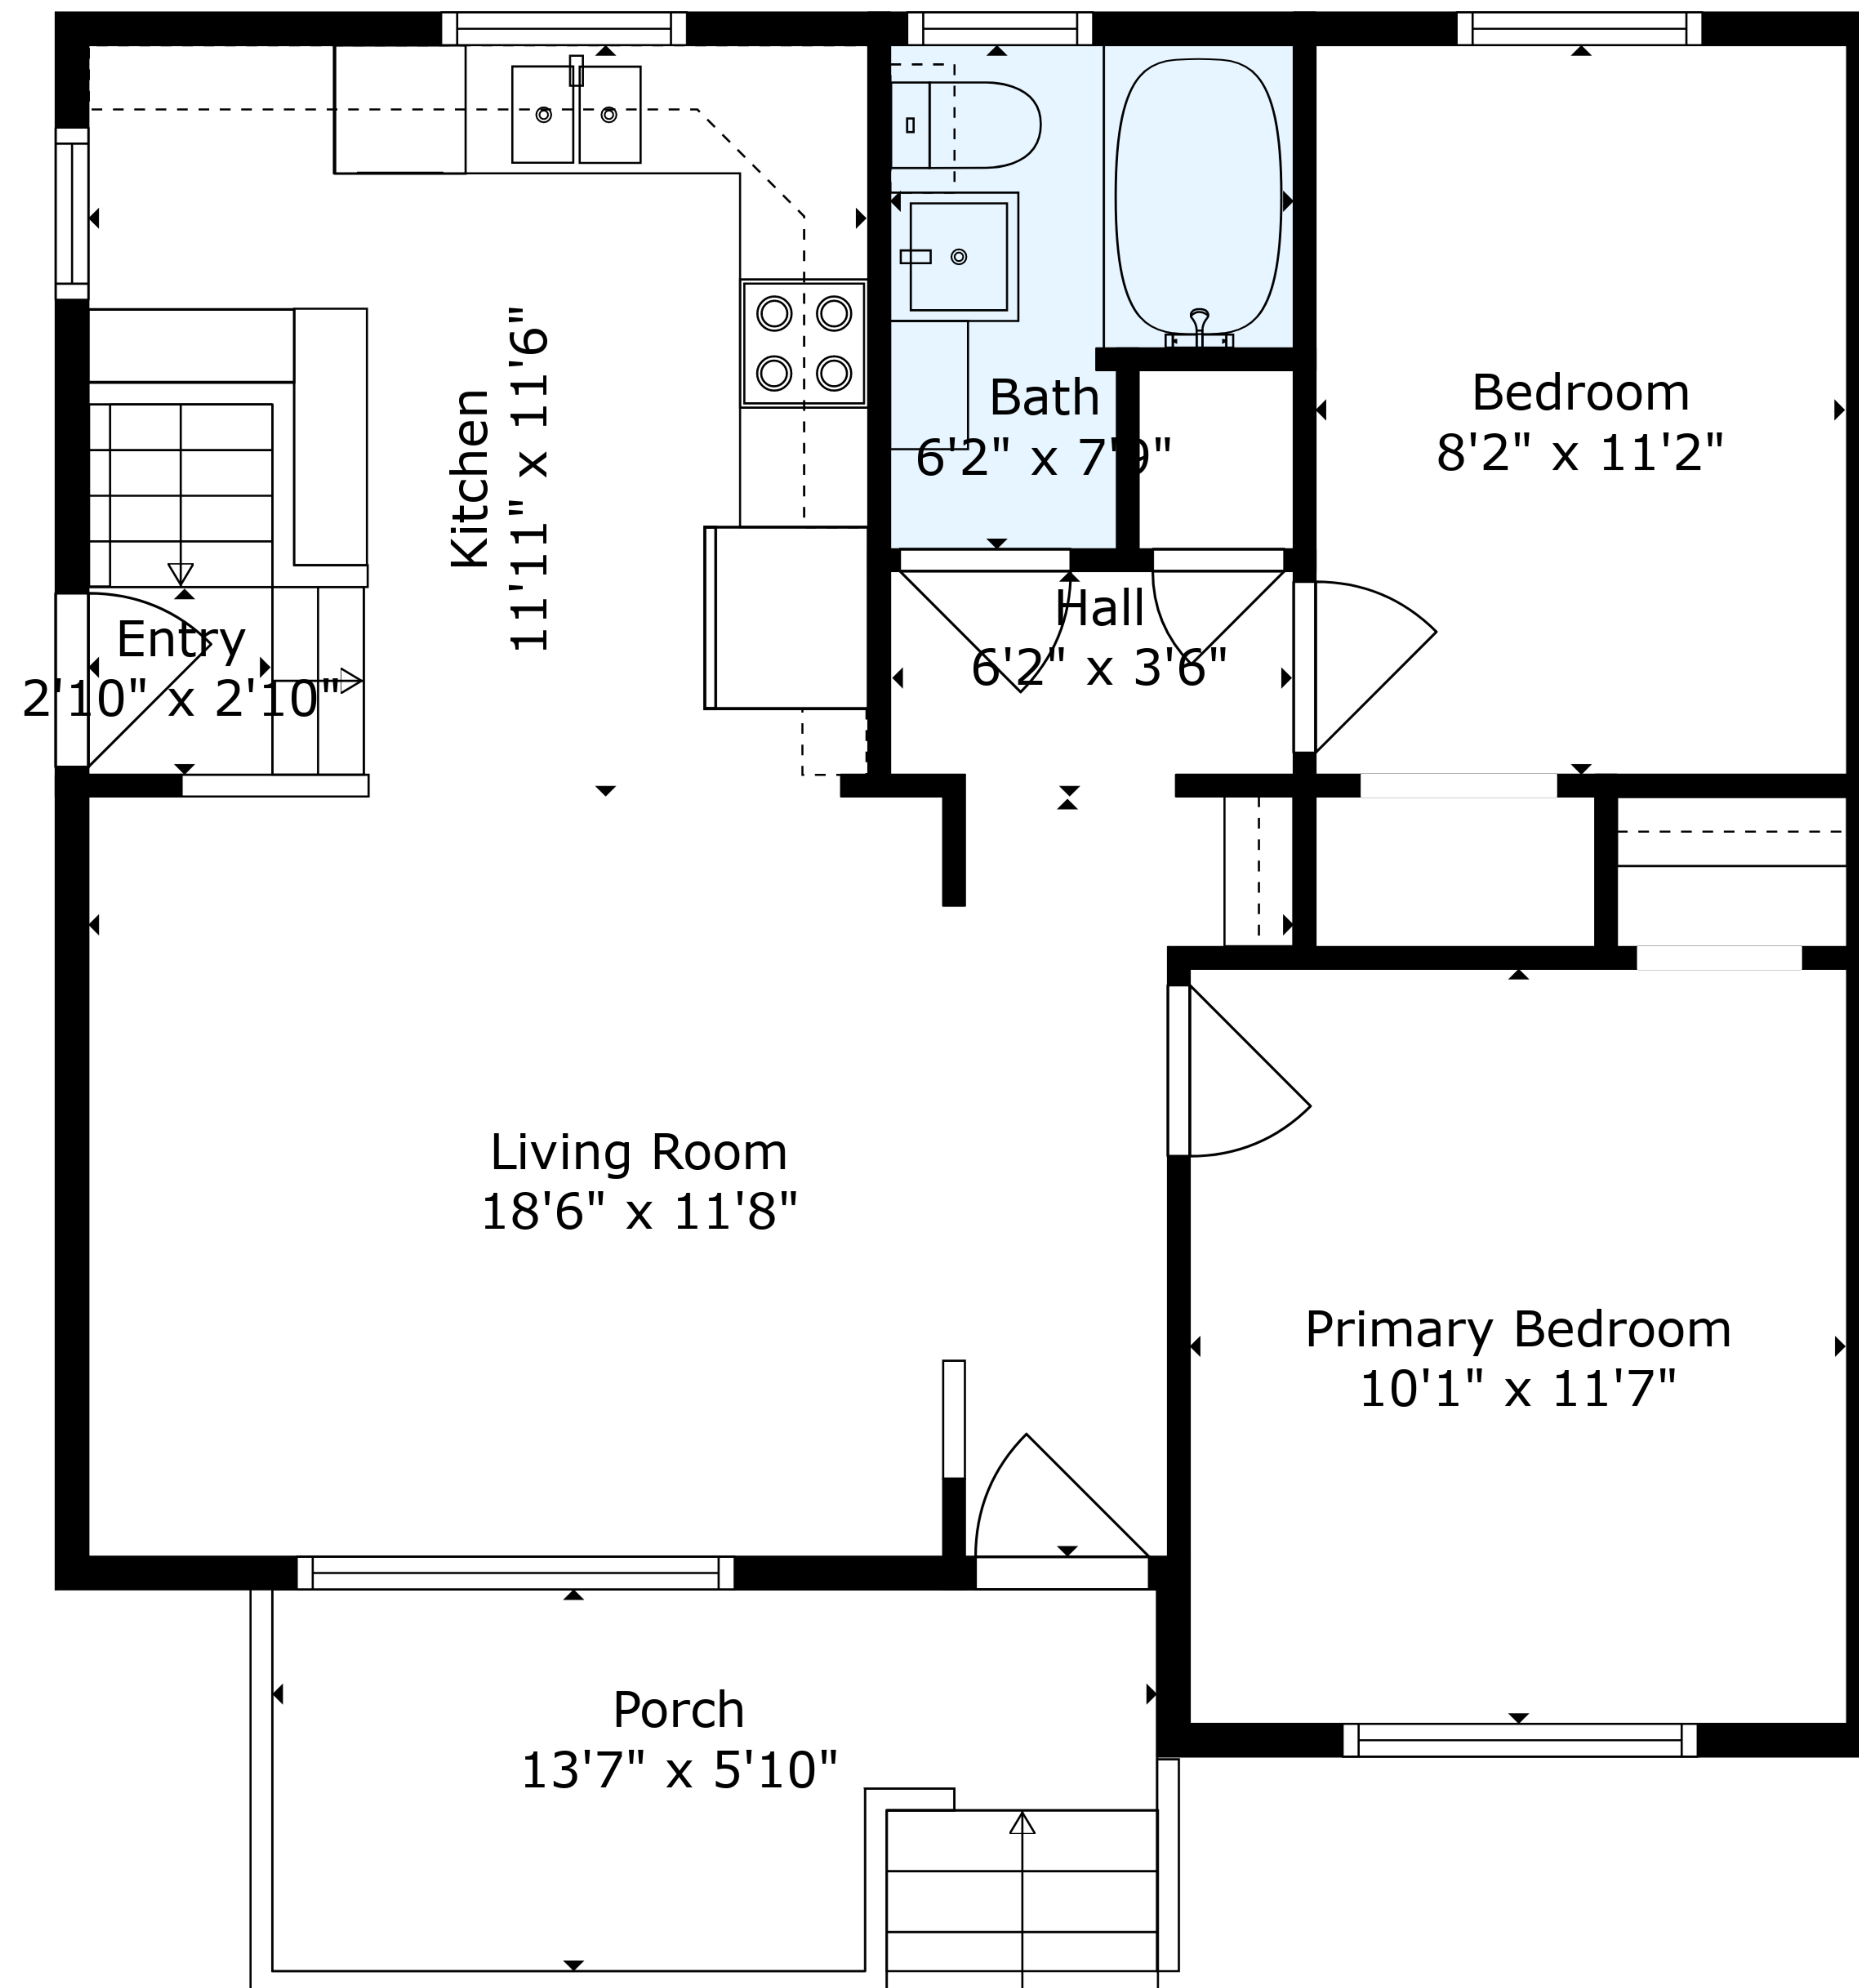 Kitchen
11'11" x 11'6"
Bath
6'2" x 7'9"
Bedroom
8'2" x 11'2"
Entry
2'10" x 2'10"
Hall
6'2" x 3'6"
Living Room
18'6" x 11'8"
Primary Bedroom
10'1" x 11'7"
Porch
13'7" x 5'10"